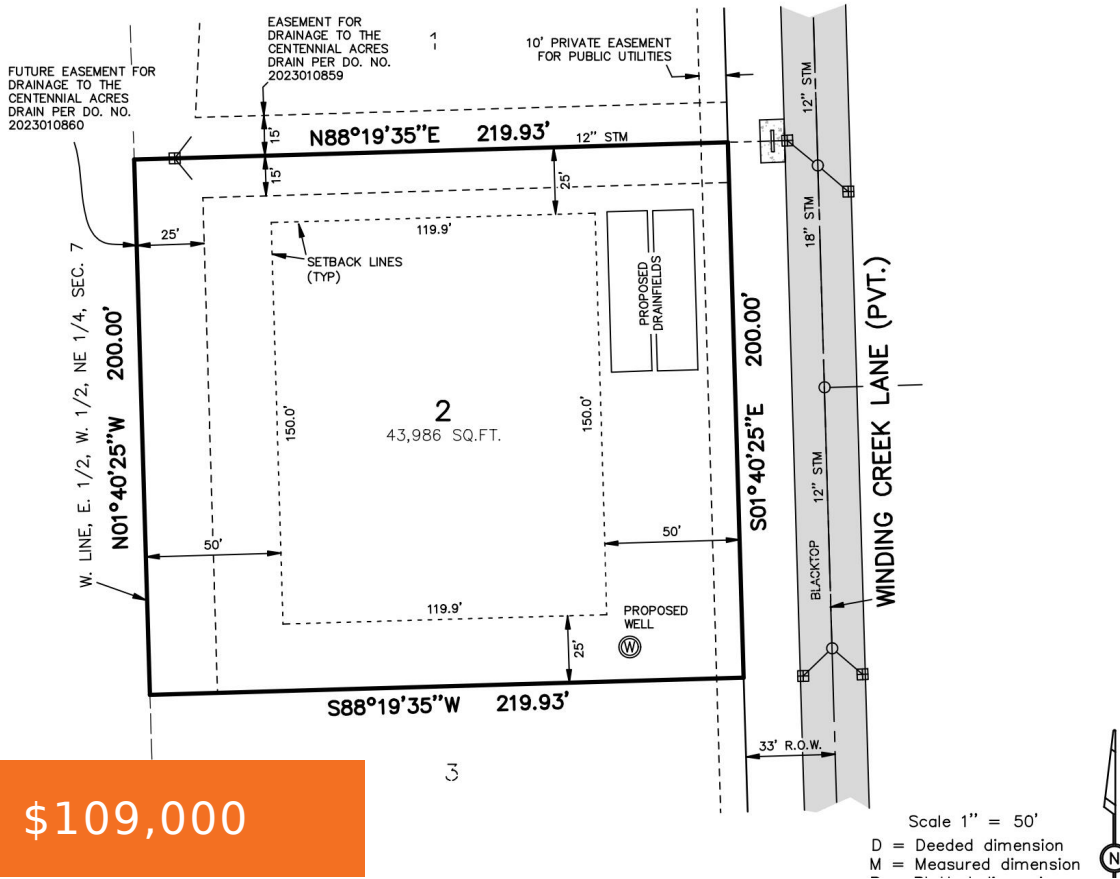 EASEMENT FOR
DRAINAGE TO THE
CENTENNIAL ACRES
DRAIN PER DO. NO.
2023010859
1
10' PRIVATE EASEMENT
FOR PUBLIC UTILITIES
FUTURE EASEMENT FOR
DRAINAGE TO THE
CENTENNIAL ACRES
DRAIN PER DO. NO.
2023010860
12" STM
15'
N88°19'35"E 219.93'
12" STM
15'
25'
25'
119.9'
18" STM
SETBACK LINES
(TYP)
PROPOSED
DRAINFIELDS
W. LINE, E. 1/2, W. 1/2, NE 1/4, SEC. 7
N01°40'25"W 200.00'
150.0'
2
43,986 SQ.FT.
150.0'
S01°40'25"E 200.00'
12" STM
BLACKTOP
WINDING CREEK LANE (PVT.)
50'
50'
119.9'
PROPOSED
WELL
W
25'
S88°19'35"W 219.93'
33' R.O.W.
3
$109,000
Scale 1" = 50'
D = Deeded dimension
M = Measured dimension
N